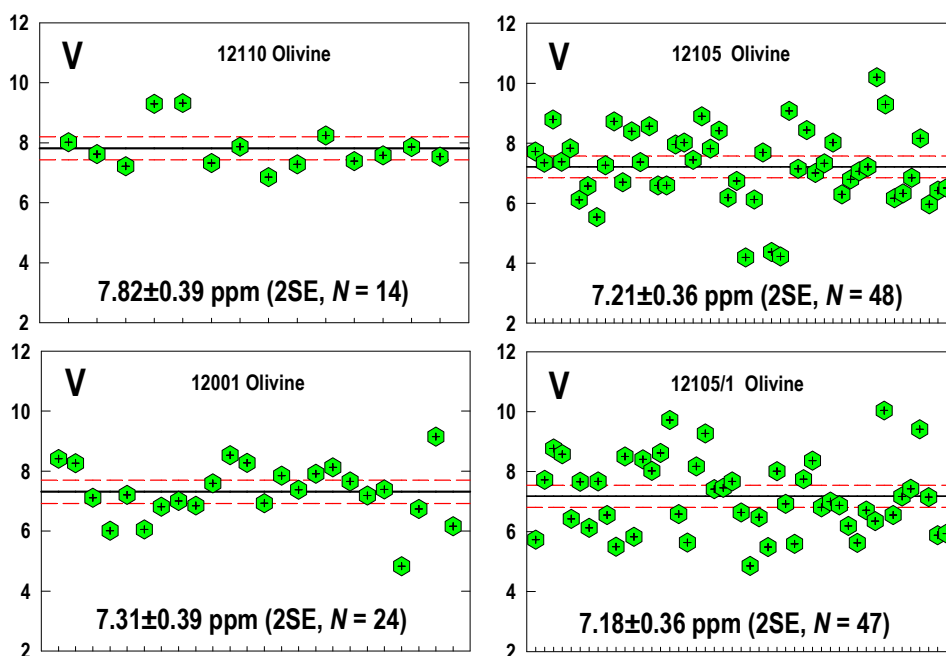 12
10
8
6
4
2
V
12110 Olivine
7.82±0.39 ppm (2SE, N = 14)
12
10
8
6
4
2
V
12105 Olivine
7.21±0.36 ppm (2SE, N = 48)
12
10
8
6
4
2
V
12001 Olivine
7.31±0.39 ppm (2SE, N = 24)
12
10
8
6
4
2
V
12105/1 Olivine
7.18±0.36 ppm (2SE, N = 47)